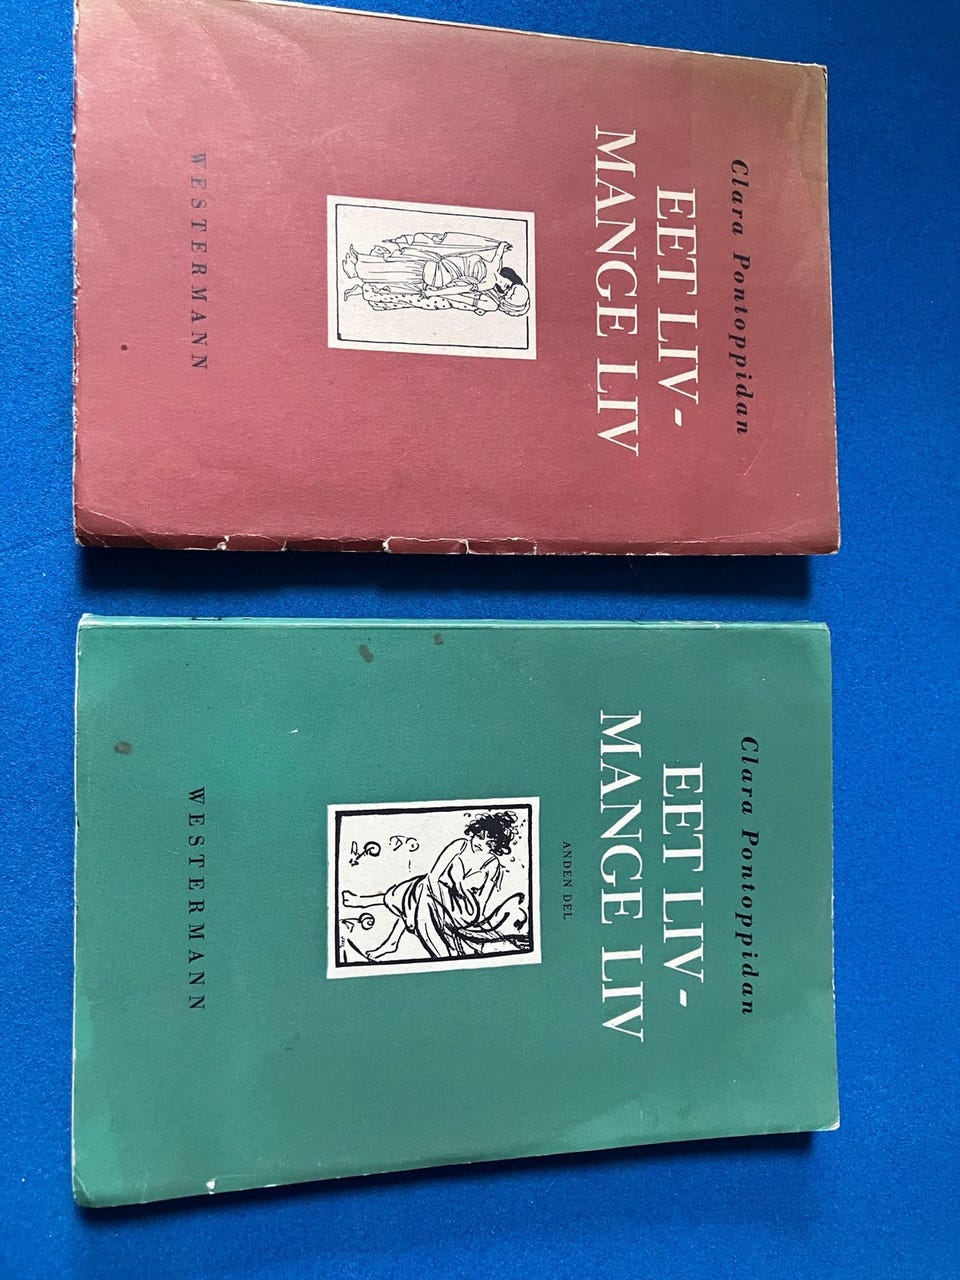 Clara Pontoppidan
EET LIV-
MANGE LIV
WESTERMANN
Clara Pontoppidan
EET LIV-
MANGE LIV
ANDEN DEL
WESTERMANN